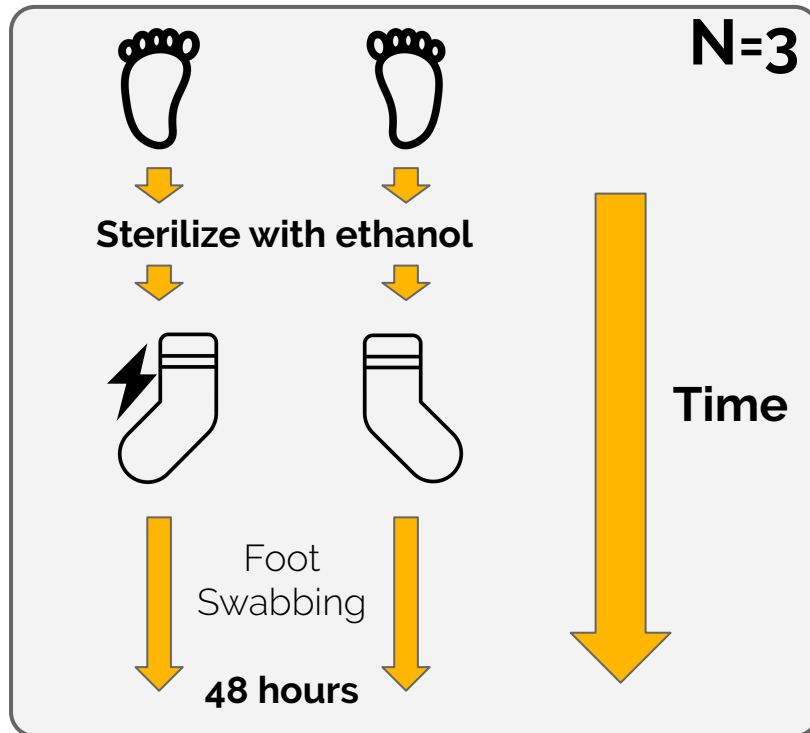 N=3
Sterilize with ethanol
Time
Foot
Swabbing
48 hours